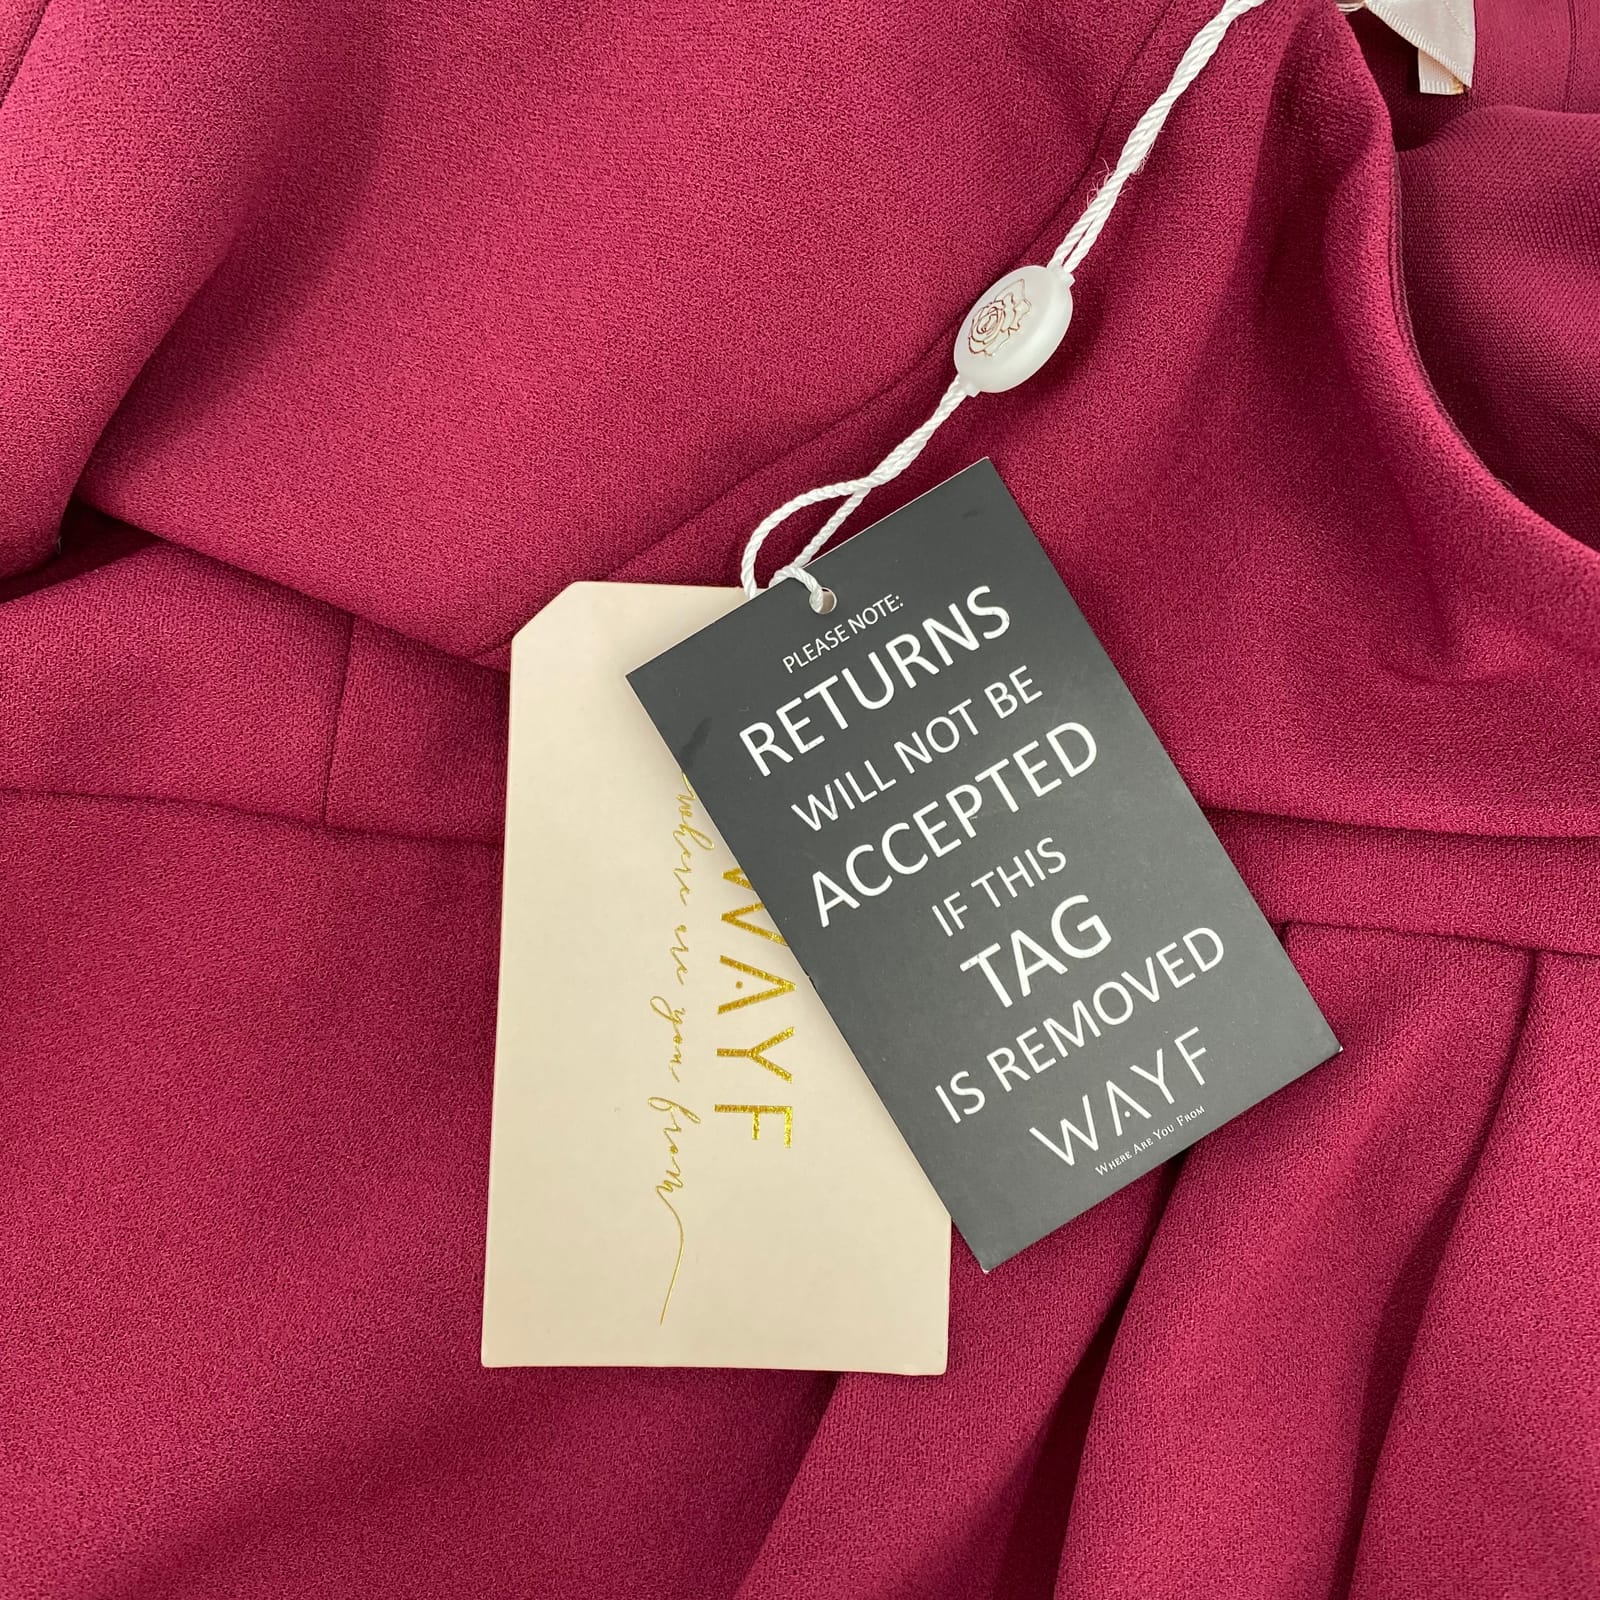 PLEASE NOTE:
RETURNS
WILL NOT BE
ACCEPTED
IF THIS
TAG
IS REMOVED
WAYF
WHERE ARE YOU FROM
WAYF
where are you from